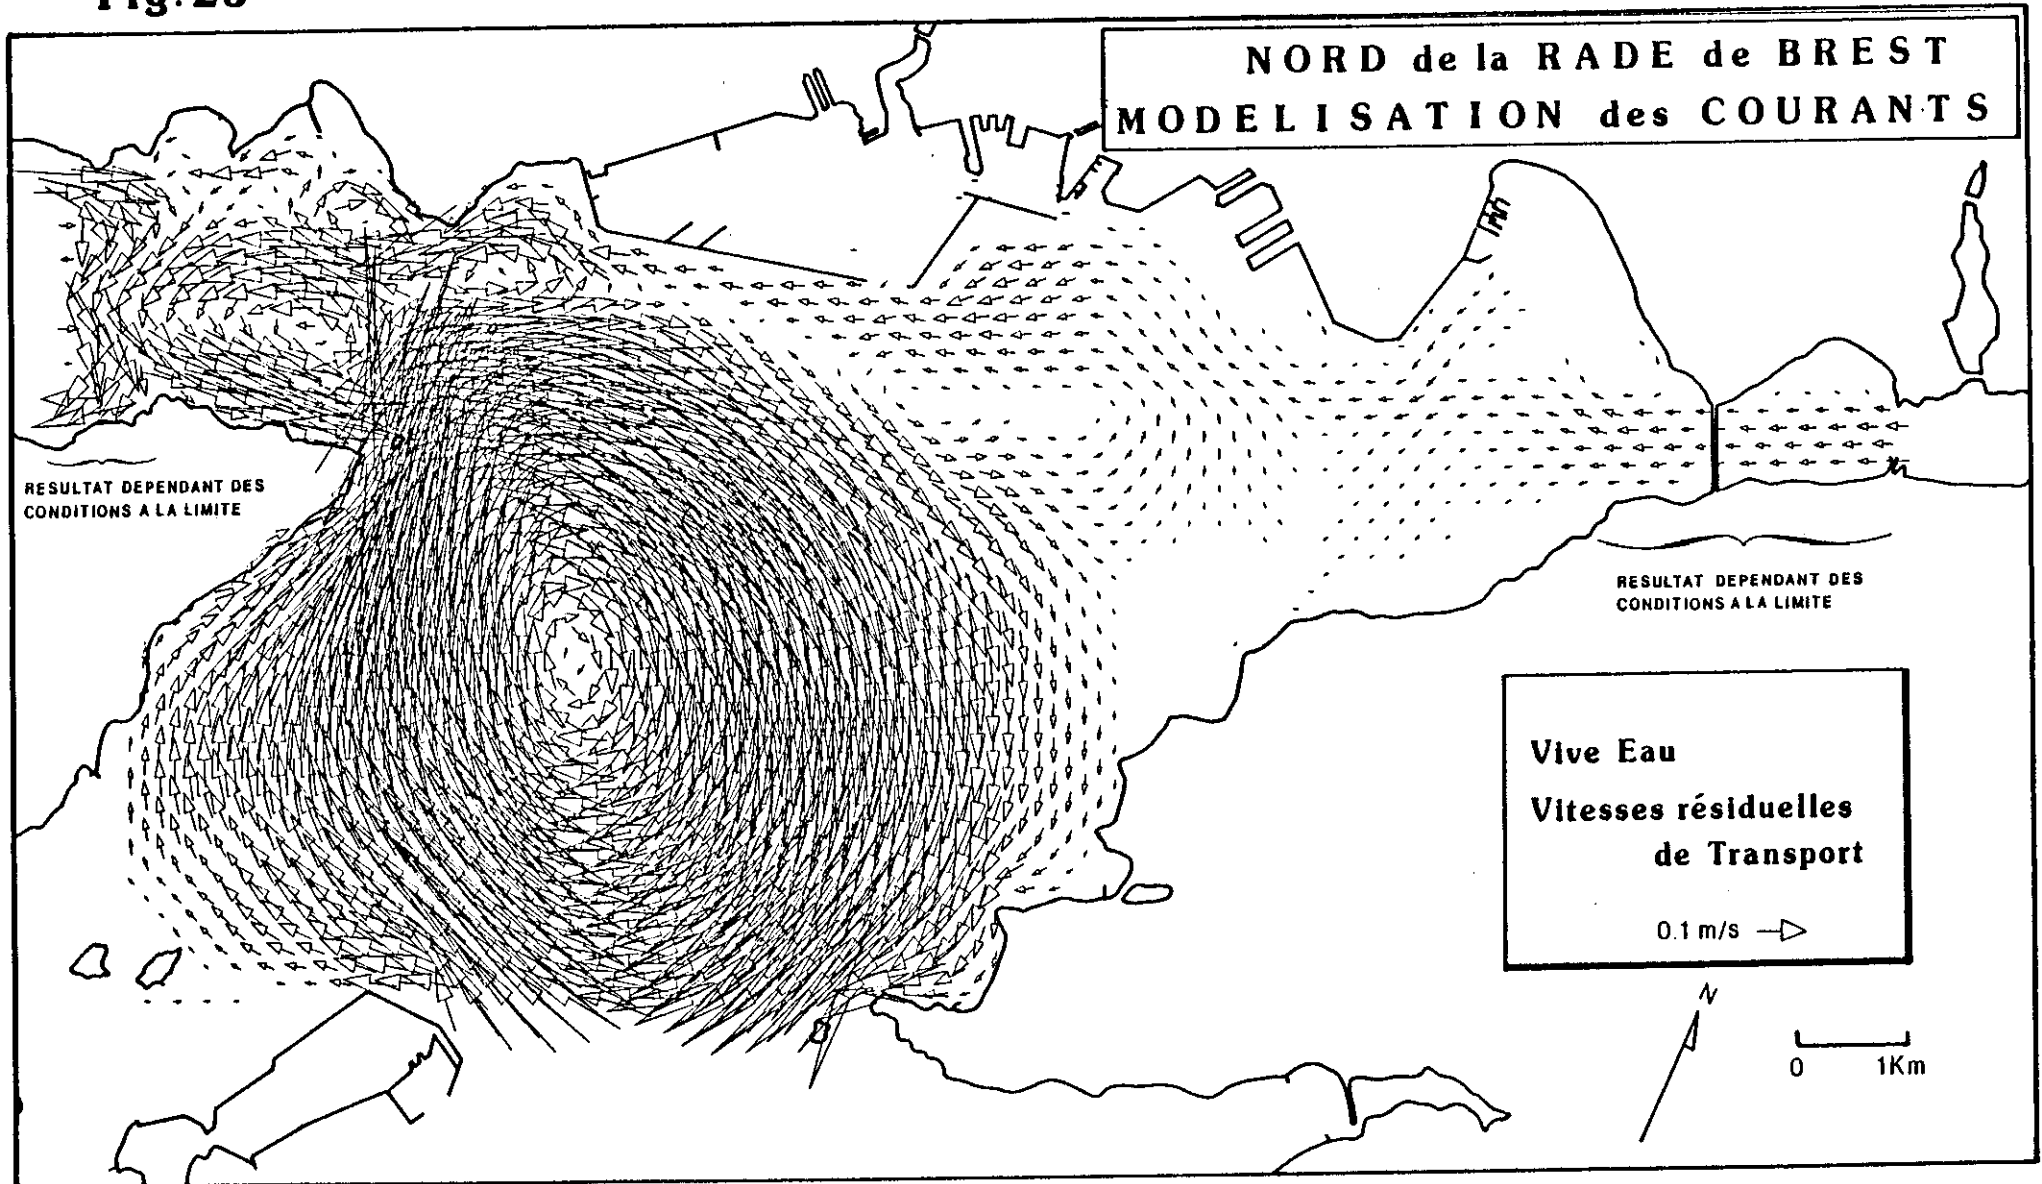 NORD de la RADE de BREST
MODELISATION des COURANTS
RESULTAT DEPENDANT DES
CONDITIONS A LA LIMITE
RESULTAT DEPENDANT DES
CONDITIONS A LA LIMITE
Vive Eau
Vitesses résiduelles
de Transport
0.1 m/s
N
0 1Km